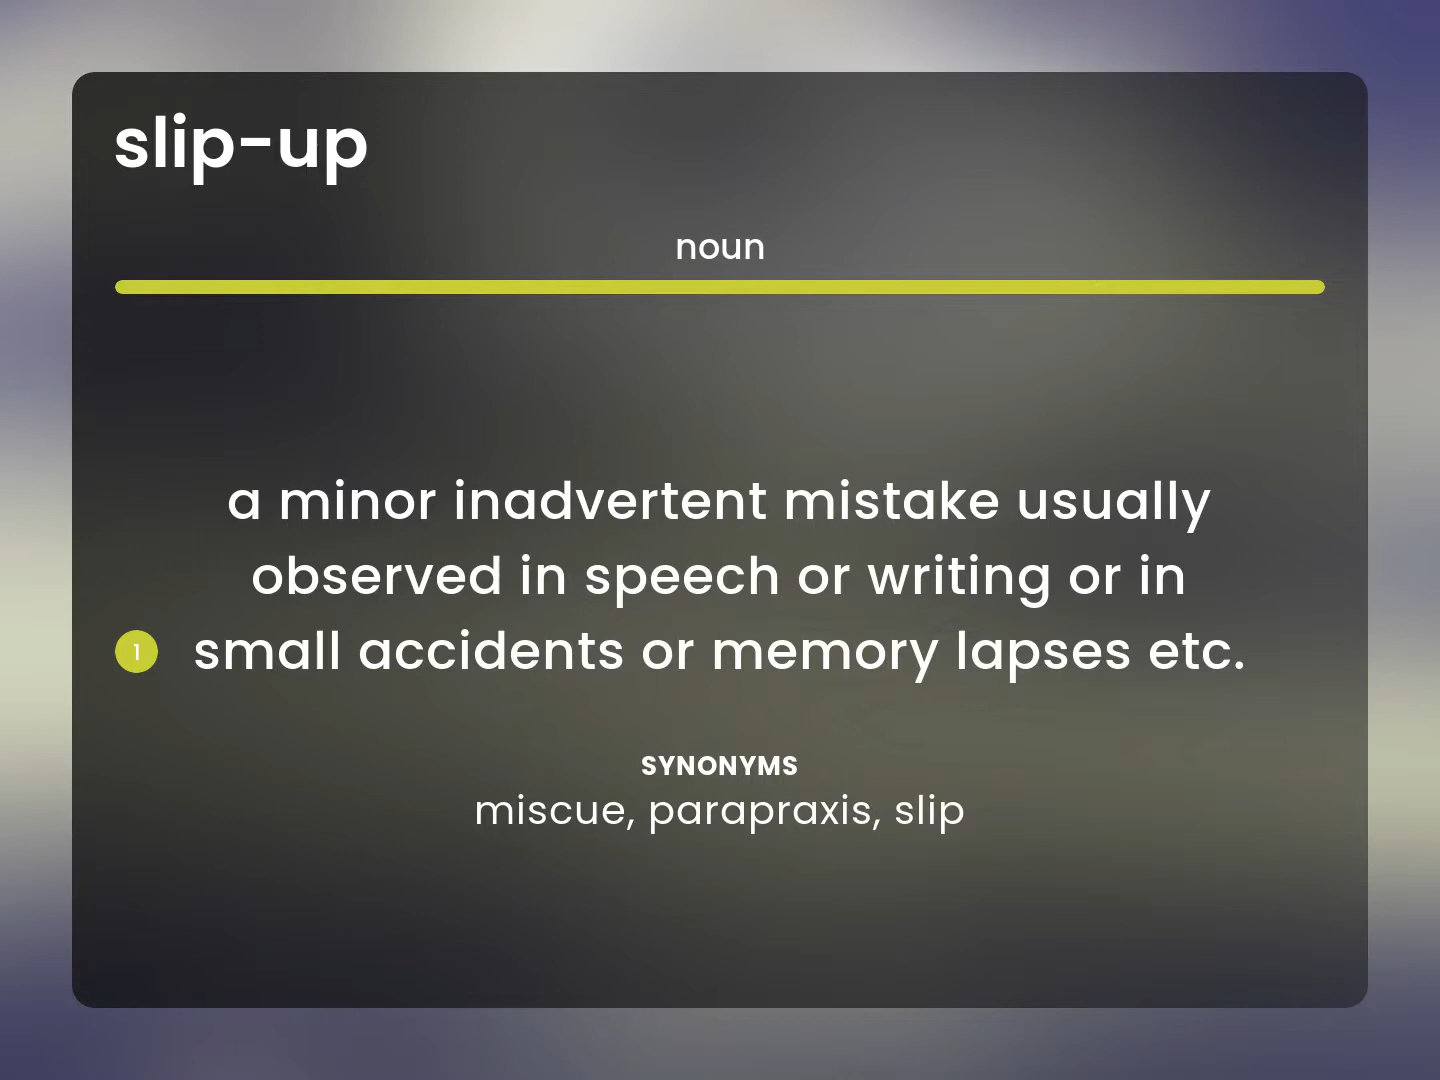 slip-up
noun
a minor inadvertent mistake usually
observed in speech or writing or in
1 small accidents or memory lapses etc.
SYNONYMS
miscue, parapraxis, slip